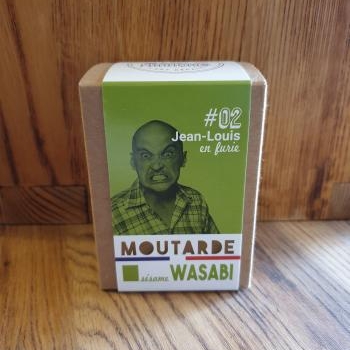 #02
Jean-Louis
en furie
MOUTARDE
sésame WASABI